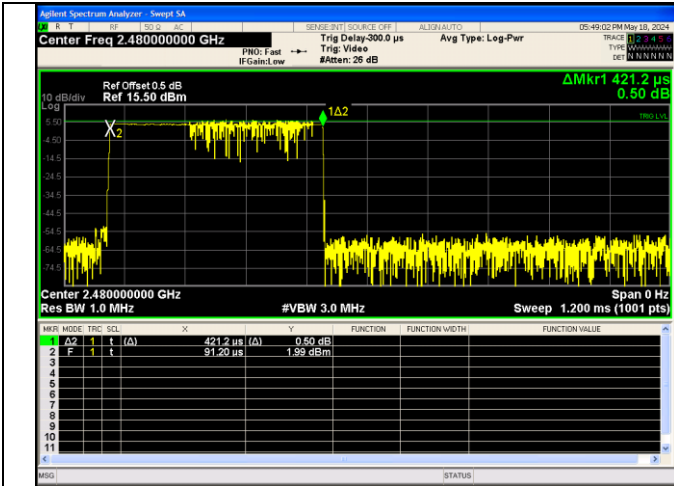 Agilent Spectrum Analyzer - Swept SA
R T RF 50 Ω AC SENSE:INT SOURCE OFF ALIGN AUTO 05:49:02 PM May 18, 2024
Center Freq 2.480000000 GHz Trig Delay-300.0 µs Avg Type: Log-Pwr TRACE 1 2 3 4 5 6
PNO: Fast Trig: Video TYPE
IFGain:Low #Atten: 26 dB DET N N N N N N
ΔMkr1 421.2 µs
0.50 dB
Ref Offset 0.5 dB
10 dB/div Ref 15.50 dBm
Log
5.50
-4.50
-14.5
-24.5
-34.5
-44.5
-54.5
-64.5
-74.5
X2
1Δ2
TRIG LVL
Center 2.480000000 GHz Span 0 Hz
Res BW 1.0 MHz #VBW 3.0 MHz Sweep 1.200 ms (1001 pts)
MKR MODE TRC SCL X Y FUNCTION FUNCTION WIDTH FUNCTION VALUE
1 Δ2 1 t (Δ) 421.2 µs (Δ) 0.50 dB
2 F 1 t 91.20 µs 1.99 dBm
3
4
5
6
7
8
9
10
11
MSG STATUS